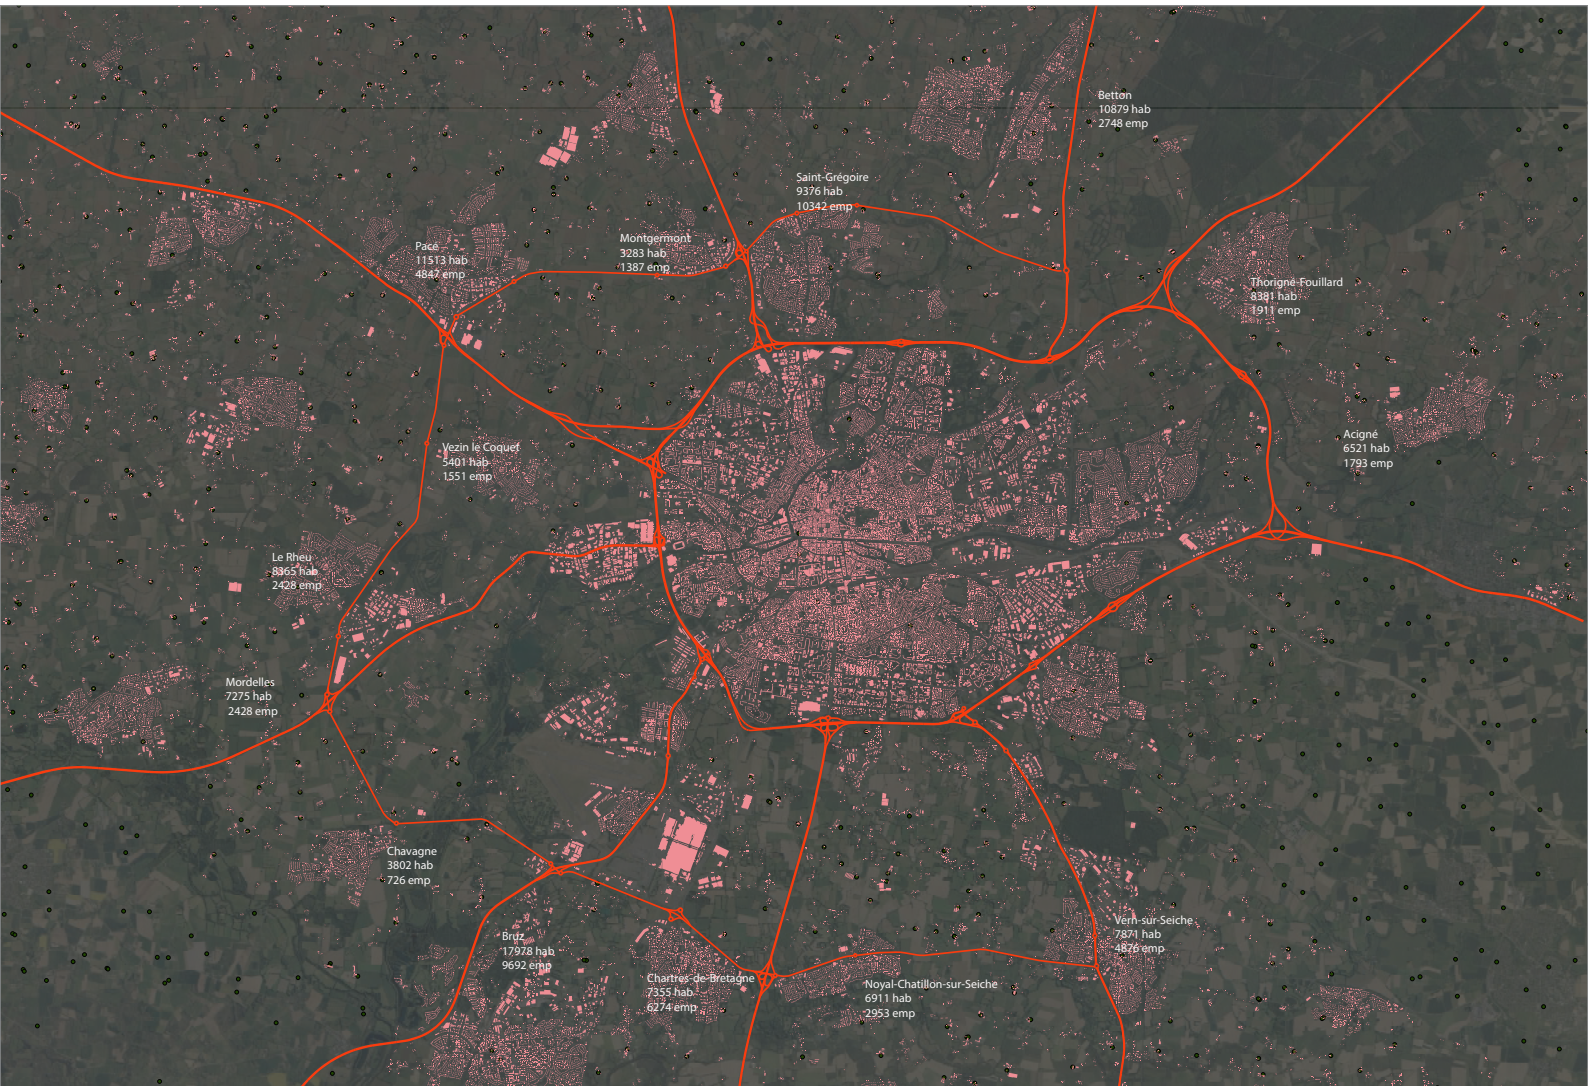 Betton
10879 hab
2748 emp
Saint-Grégoire
9376 hab
10342 emp
Montgermont
3283 hab
1387 emp
Pacé
11513 hab
4847 emp
Thorigné-Fouillard
8381 hab
1911 emp
Acigné
6521 hab
1793 emp
Vezin le Coquet
5401 hab
1551 emp
Le Rheu
8365 hab
2428 emp
Mordelles
7275 hab
2428 emp
Chavagne
3802 hab
726 emp
Bruz
17978 hab
9692 emp
Chartres-de-Bretagne
7355 hab
6274 emp
Noyal-Chatillon-sur-Seiche
6911 hab
2953 emp
Vern-sur-Seiche
7871 hab
4876 emp